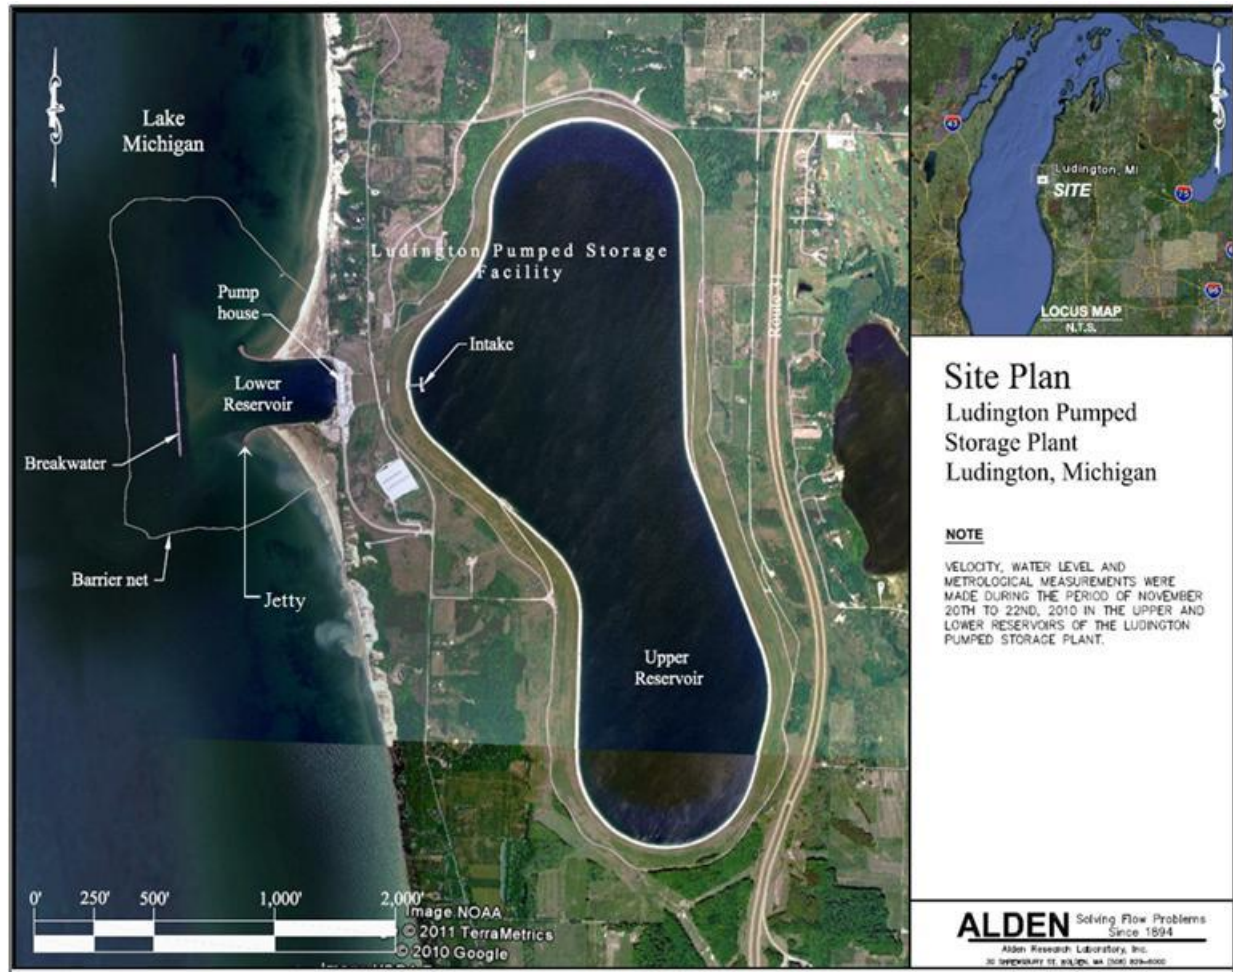 Lake
Michigan
Pump
house
Lower
Reservoir
Breakwater
Barrier net
Jetty
Ludington Pumped Storage
Facility
Intake
Upper
Reservoir
Route 31
0' 250' 500' 1,000' 2,000'
Image NOAA
© 2011 TerraMetrics
© 2010 Google
43
Ludington, MI
SITE
75
LOCUS MAP
N.T.S.
Site Plan
Ludington Pumped
Storage Plant
Ludington, Michigan
NOTE
VELOCITY, WATER LEVEL AND
METROLOGICAL MEASUREMENTS WERE
MADE DURING THE PERIOD OF NOVEMBER
20TH TO 22ND, 2010 IN THE UPPER AND
LOWER RESERVOIRS OF THE LUDINGTON
PUMPED STORAGE PLANT.
ALDEN
Solving Flow Problems
Since 1894
Alden Research Laboratory, Inc.